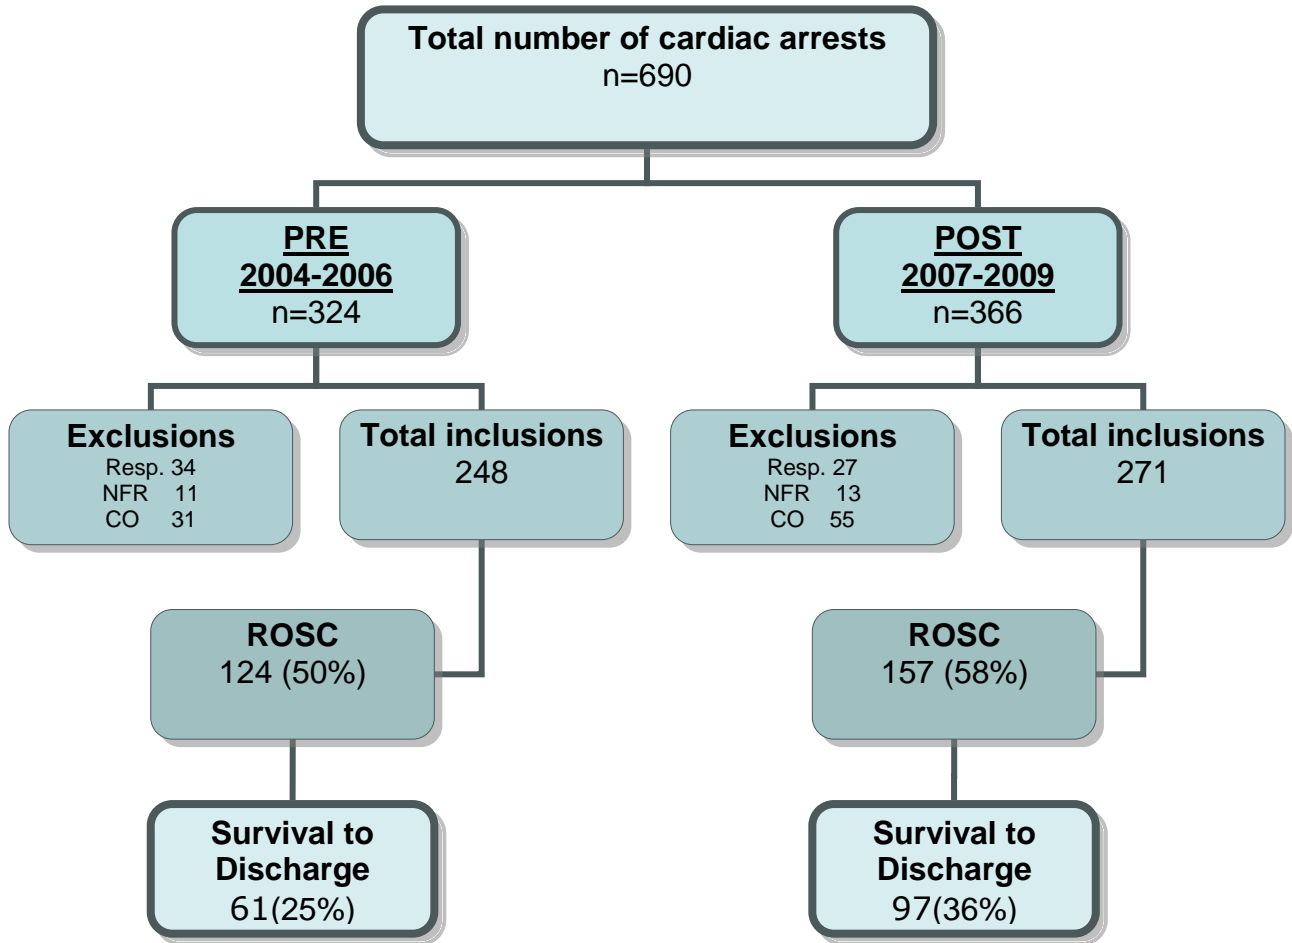 Total number of cardiac arrests
n=690
PRE
2004-2006
n=324
POST
2007-2009
n=366
Exclusions
Resp. 34
NFR 11
CO 31
Total inclusions
248
Exclusions
Resp. 27
NFR 13
CO 55
Total inclusions
271
ROSC
124 (50%)
ROSC
157 (58%)
Survival to
Discharge
61(25%)
Survival to
Discharge
97(36%)